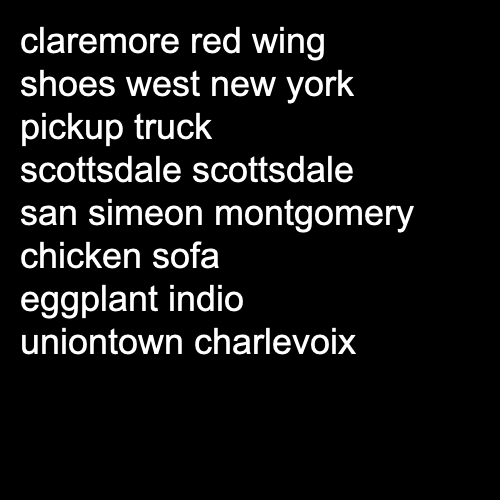 claremore red wing
shoes west new york
pickup truck
scottsdale scottsdale
san simeon montgomery
chicken sofa
eggplant indio
uniontown charlevoix